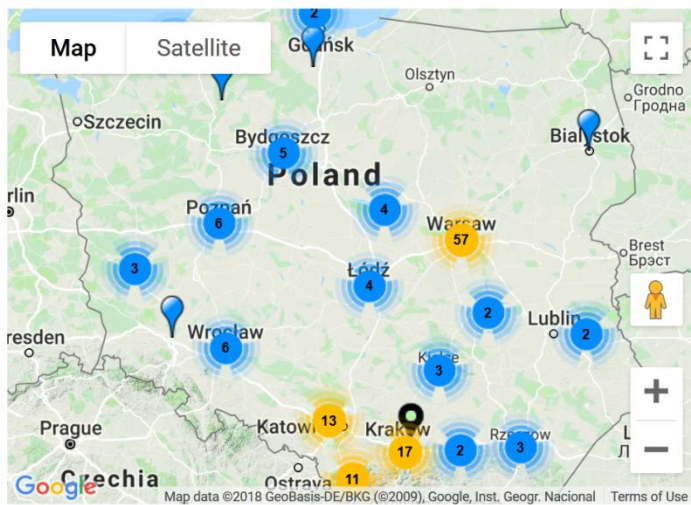 Map
Satellite
2
Gdańsk
Olsztyn
Grodno
Гродна
Szczecin
Bydgoszcz
Białystok
5
Poland
rlin
Poznań
6
4
Warsaw
57
Brest
Брэст
3
Łódź
4
2
Lublin
2
resden
Wrocław
6
Kielce
3
13
Katowi
Kraków
17
2
Rzeszow
3
Prague
Czechia
Ostrava
11
Google
Map data ©2018 GeoBasis-DE/BKG (©2009), Google, Inst. Geogr. Nacional
Terms of Use